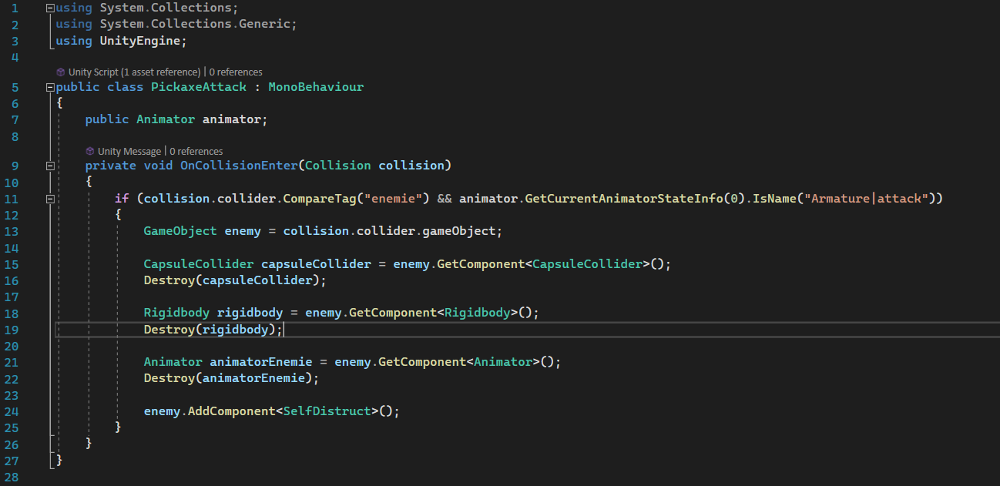 1 using System.Collections;
2 using System.Collections.Generic;
3 using UnityEngine;
4
Unity Script (1 asset reference) | 0 references
5 public class PickaxeAttack : MonoBehaviour
6 {
7 public Animator animator;
8
Unity Message | 0 references
9 private void OnCollisionEnter(Collision collision)
10 {
11 if (collision.collider.CompareTag("enemie") && animator.GetCurrentAnimatorStateInfo(0).IsName("Armature|attack"))
12 {
13 GameObject enemy = collision.collider.gameObject;
14
15 CapsuleCollider capsuleCollider = enemy.GetComponent<CapsuleCollider>();
16 Destroy(capsuleCollider);
17
18 Rigidbody rigidbody = enemy.GetComponent<Rigidbody>();
19 Destroy(rigidbody);
20
21 Animator animatorEnemie = enemy.GetComponent<Animator>();
22 Destroy(animatorEnemie);
23
24 enemy.AddComponent<SelfDistruct>();
25 }
26 }
27 }
28